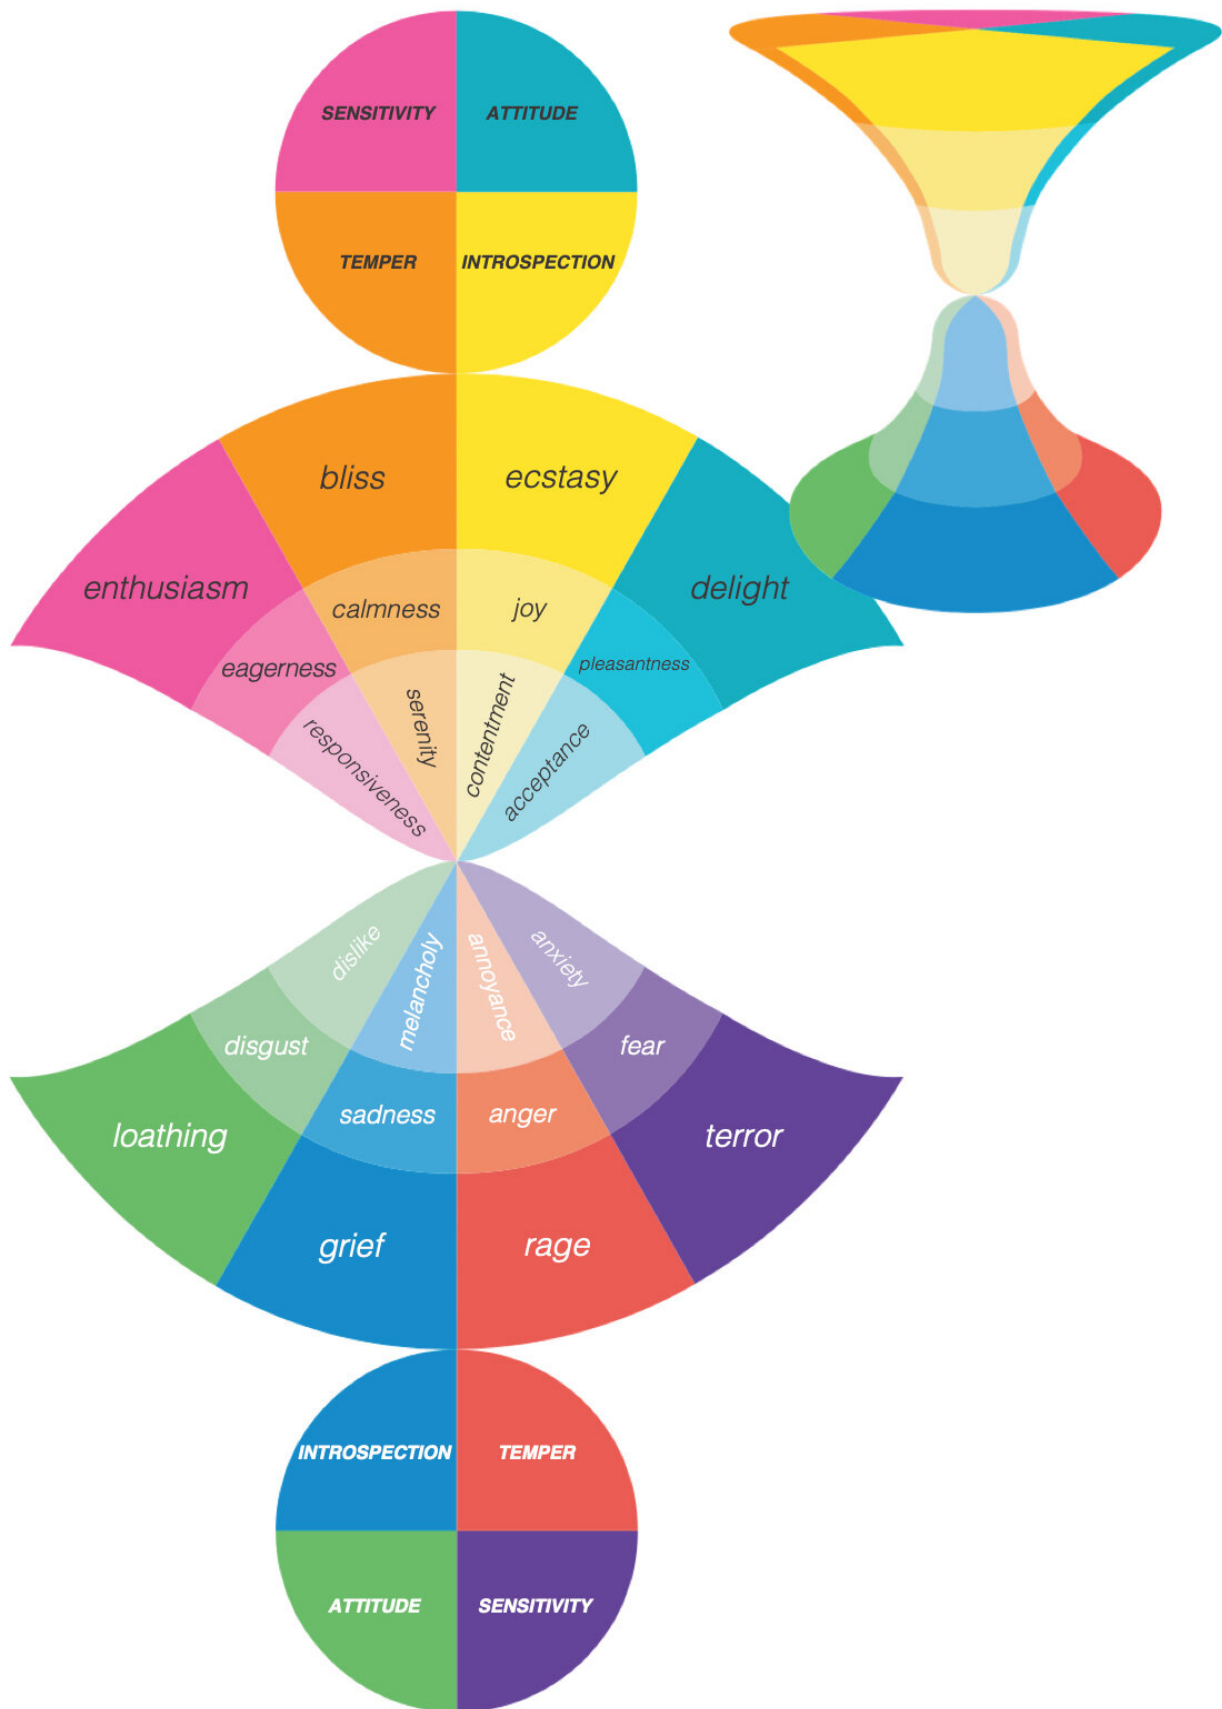 SENSITIVITY
ATTITUDE
TEMPER
INTROSPECTION
bliss
ecstasy
enthusiasm
delight
calmness
joy
eagerness
pleasantness
responsiveness
serenity
contentment
acceptance
dislike
melancholy
annoyance
anxiety
disgust
fear
sadness
anger
loathing
terror
grief
rage
INTROSPECTION
TEMPER
ATTITUDE
SENSITIVITY